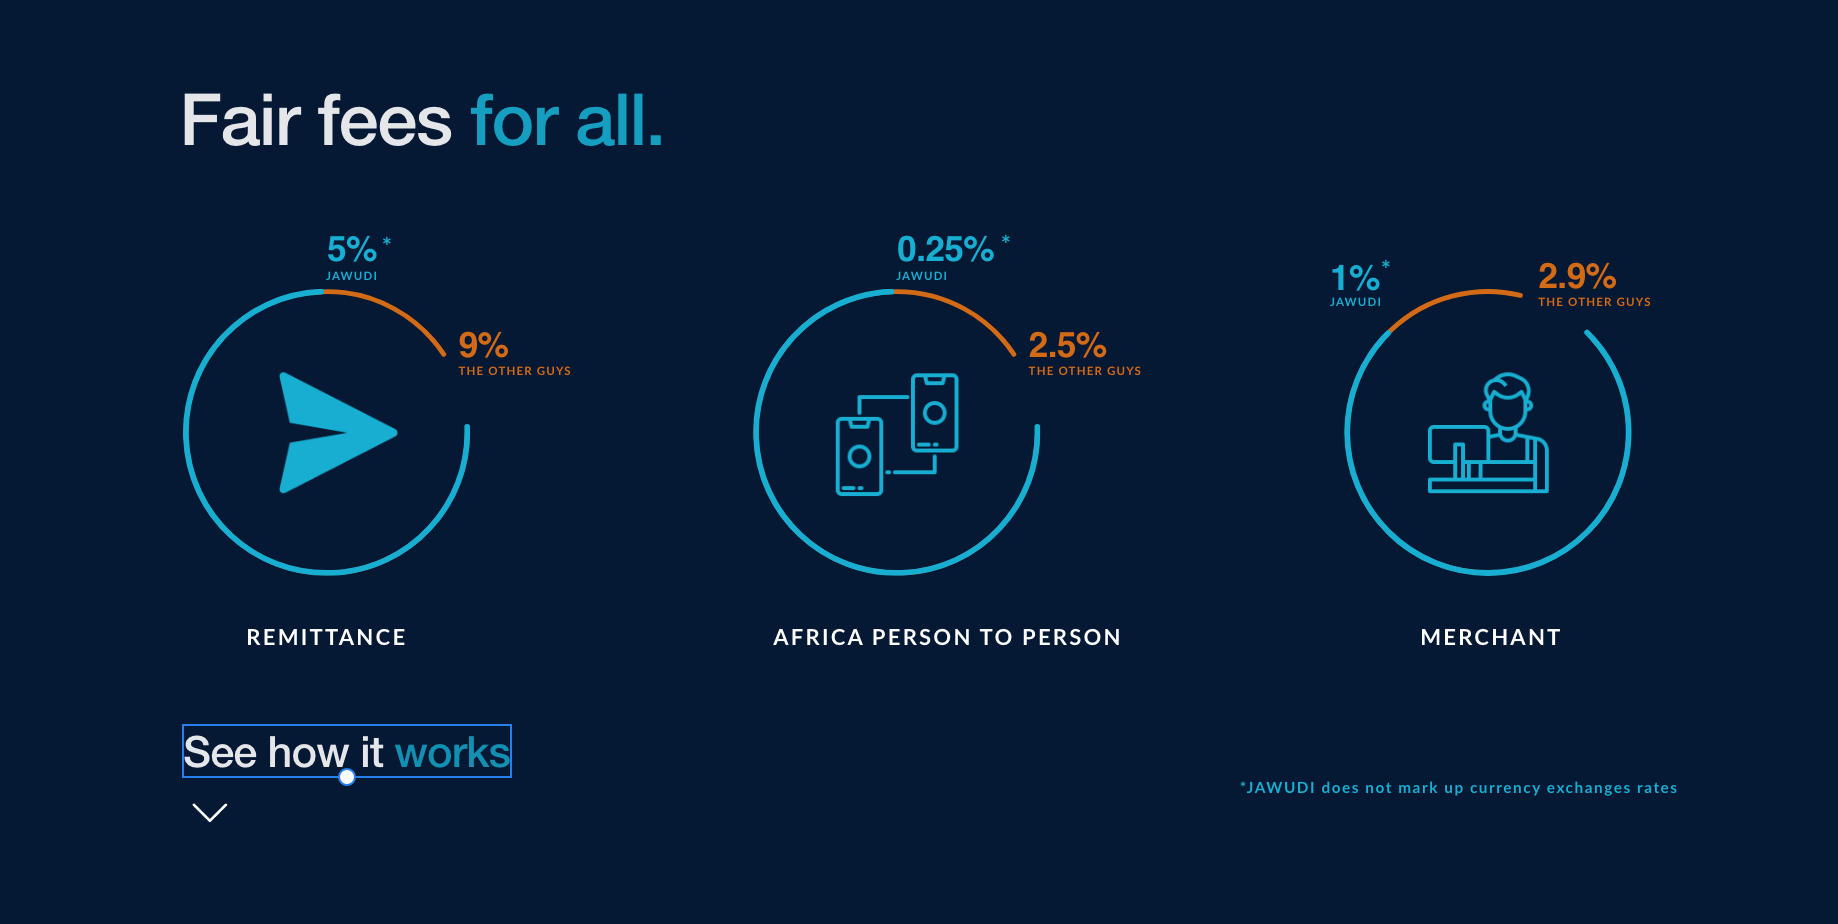 Fair fees for all.
5% *
JAWUDI
9%
THE OTHER GUYS
REMITTANCE
0.25% *
JAWUDI
2.5%
THE OTHER GUYS
AFRICA PERSON TO PERSON
1% *
JAWUDI
2.9%
THE OTHER GUYS
MERCHANT
See how it works
*JAWUDI does not mark up currency exchanges rates